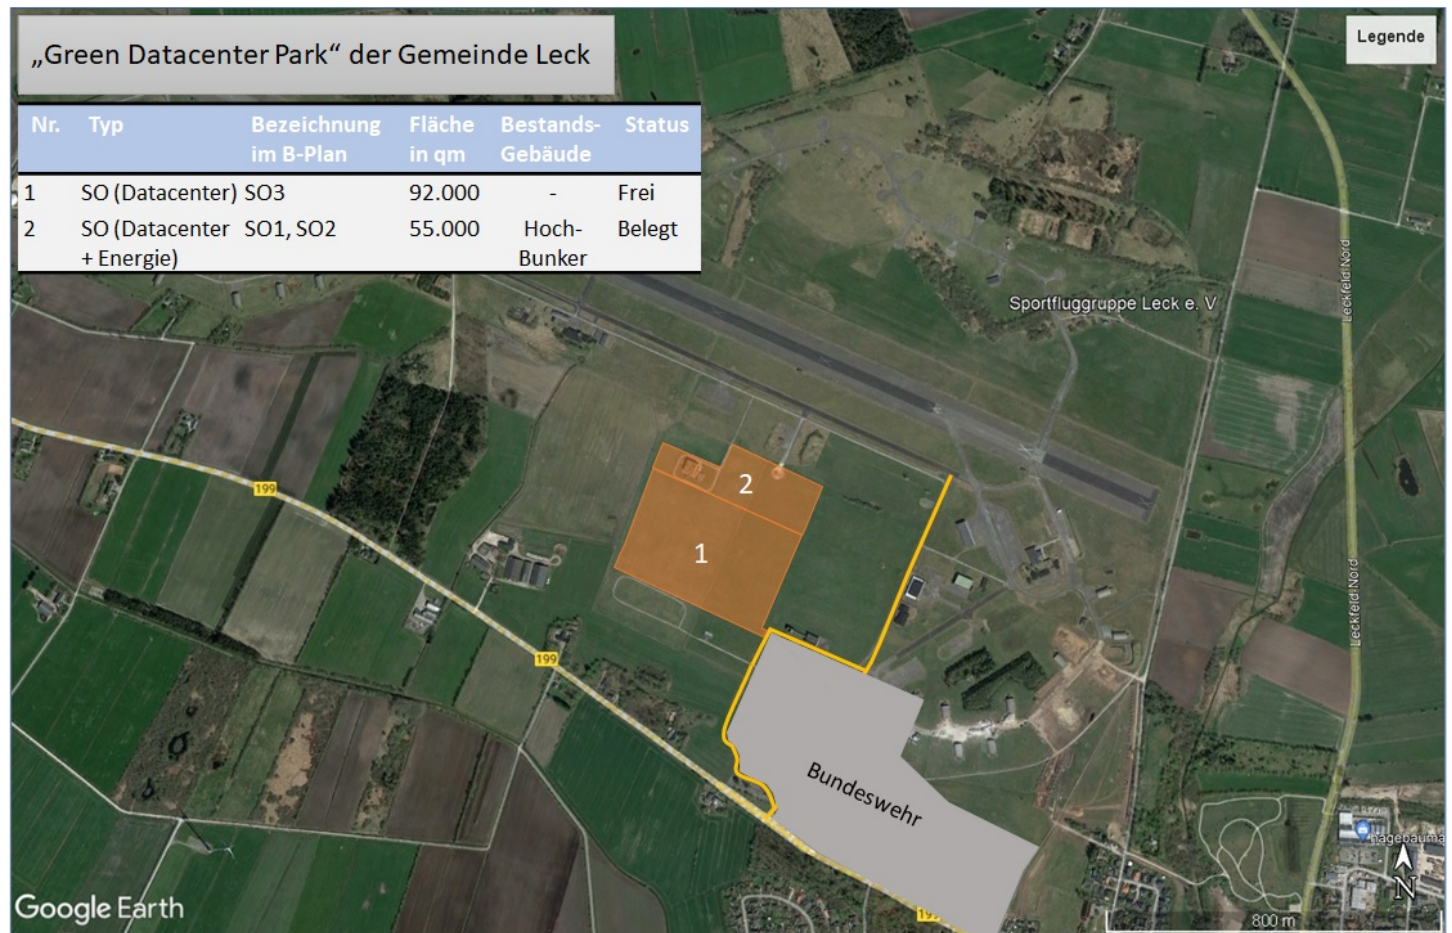 „Green Datacenter Park“ der Gemeinde Leck
Legende
Nr. Typ Bezeichnung Fläche Bestands- Status
im B-Plan in qm Gebäude
1 SO (Datacenter) SO3 92.000 - Frei
2 SO (Datacenter SO1, SO2 55.000 Hoch- Belegt
+ Energie) Bunker
Leckfeld-Nord
Sportfluggruppe Leck e. V
199
2
1
Leckfeld-Nord
199
Bundeswehr
hagebauma
N
Google Earth
800 m